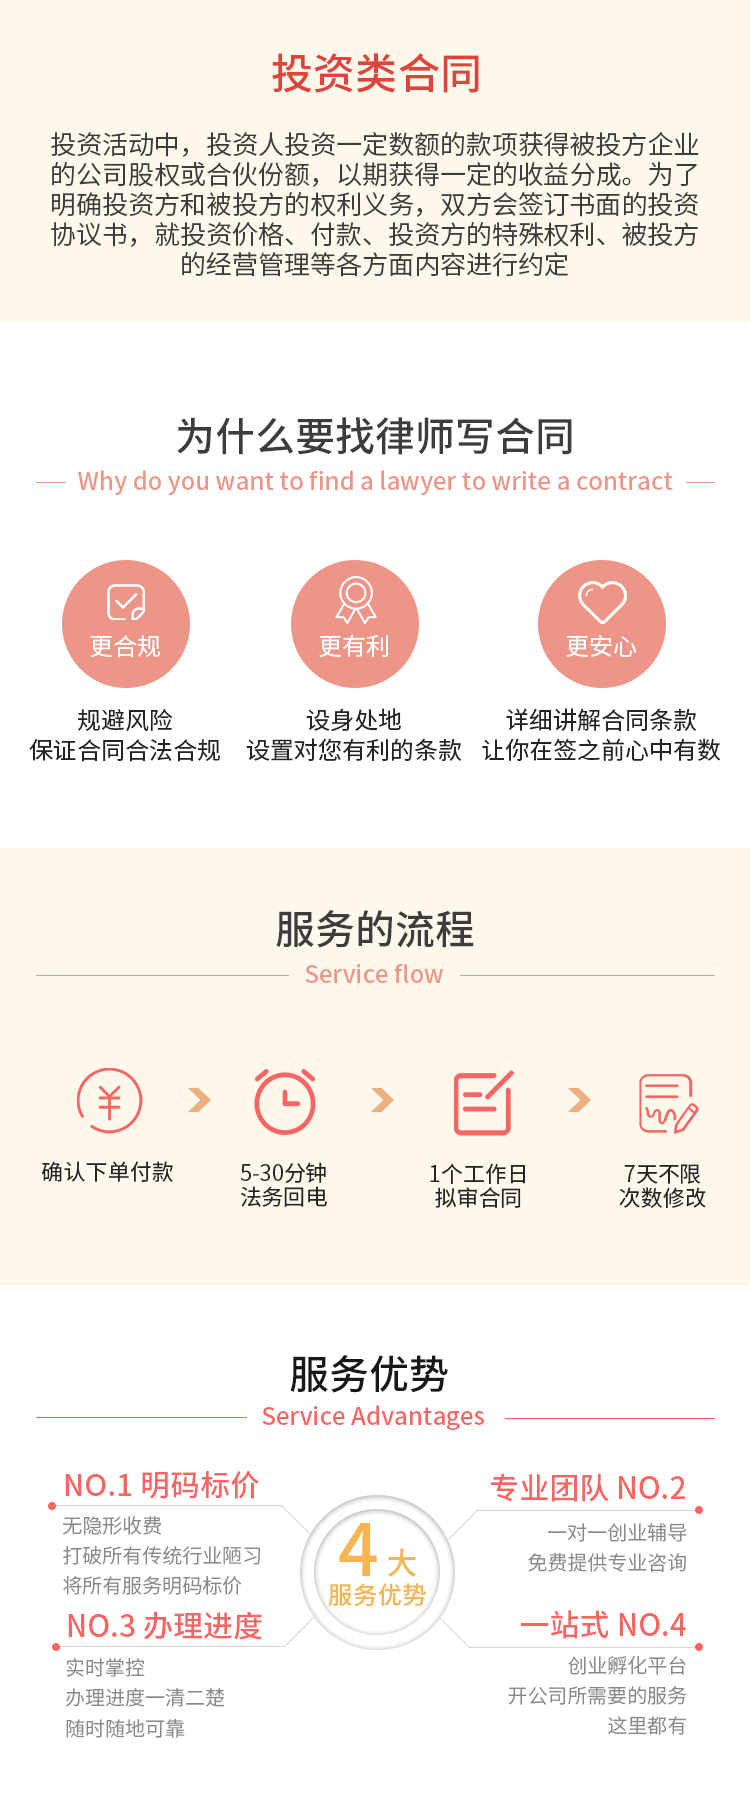 投资类合同
投资活动中，投资人投资一定数额的款项获得被投方企业
的公司股权或合伙份额，以期获得一定的收益分成。为了
明确投资方和被投方的权利义务，双方会签订书面的投资
协议书，就投资价格、付款、投资方的特殊权利、被投方
的经营管理等各方面内容进行约定
为什么要找律师写合同
Why do you want to find a lawyer to write a contract
更合规
更有利
更安心
规避风险
保证合同合法合规
设身处地
设置对您有利的条款
详细讲解合同条款
让你在签之前心中有数
服务的流程
Service flow
确认下单付款
5-30分钟
法务回电
1个工作日
拟审合同
7天不限
次数修改
服务优势
Service Advantages
NO.1 明码标价
无隐形收费
打破所有传统行业陋习
将所有服务明码标价
专业团队 NO.2
一对一创业辅导
免费提供专业咨询
4大
服务优势
NO.3 办理进度
实时掌控
办理进度一清二楚
随时随地可靠
一站式 NO.4
创业孵化平台
开公司所需要的服务
这里都有